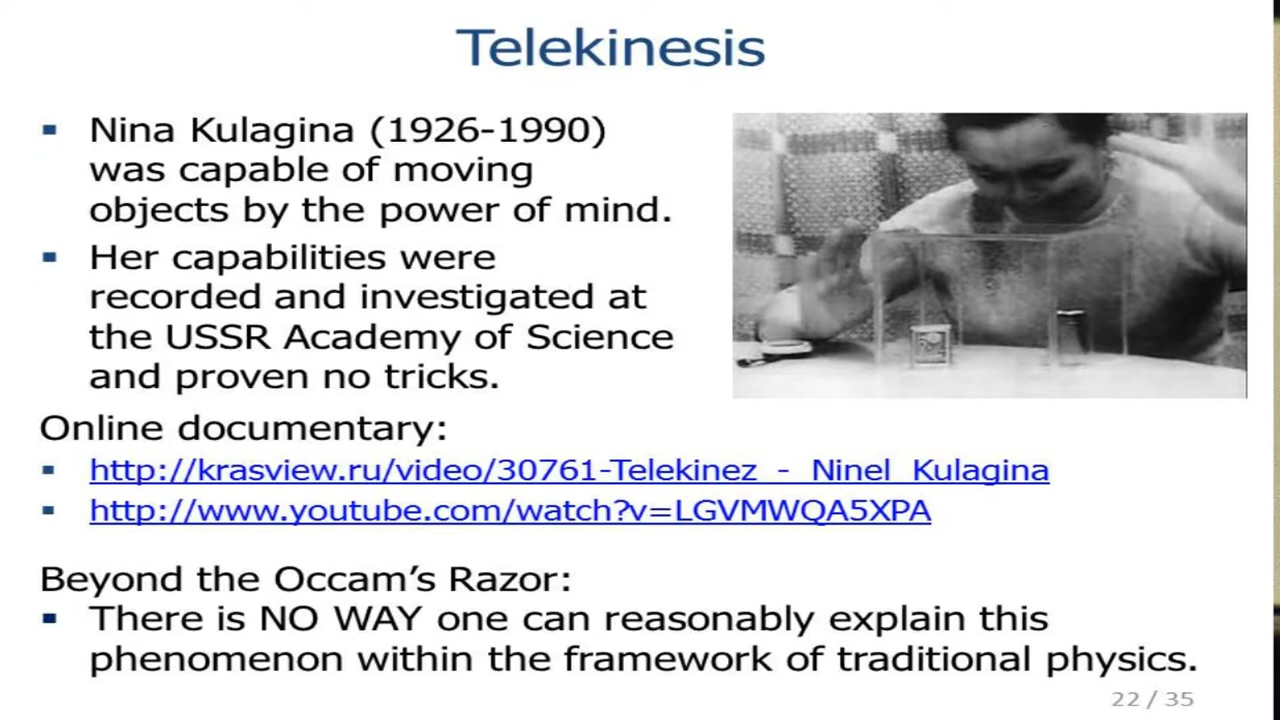 Telekinesis
Nina Kulagina (1926-1990)
was capable of moving
objects by the power of mind.
Her capabilities were
recorded and investigated at
the USSR Academy of Science
and proven no tricks.
Online documentary:
http://krasview.ru/video/30761-Telekinez_-_Ninel_Kulagina
http://www.youtube.com/watch?v=LGVMWQA5XPA
Beyond the Occam’s Razor:
There is NO WAY one can reasonably explain this
phenomenon within the framework of traditional physics.
22 / 35